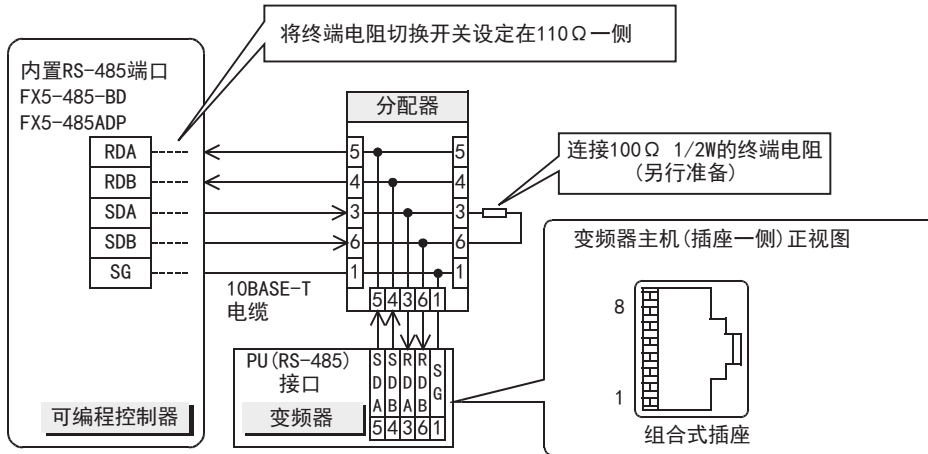 将终端电阻切换开关设定在110Ω一侧
内置RS-485端口
FX5-485-BD
FX5-485ADP
RDA
RDB
SDA
SDB
SG
可编程控制器
分配器
5 5
4 4
3 3
6 6
1 1
5 4 3 6 1
10BASE-T
电缆
连接100Ω 1/2W的终端电阻
(另行准备)
PU(RS-485)
接口
变频器
SDA SDB RDA RDB SG
5 4 3 6 1
变频器主机(插座一侧)正视图
8
1
组合式插座